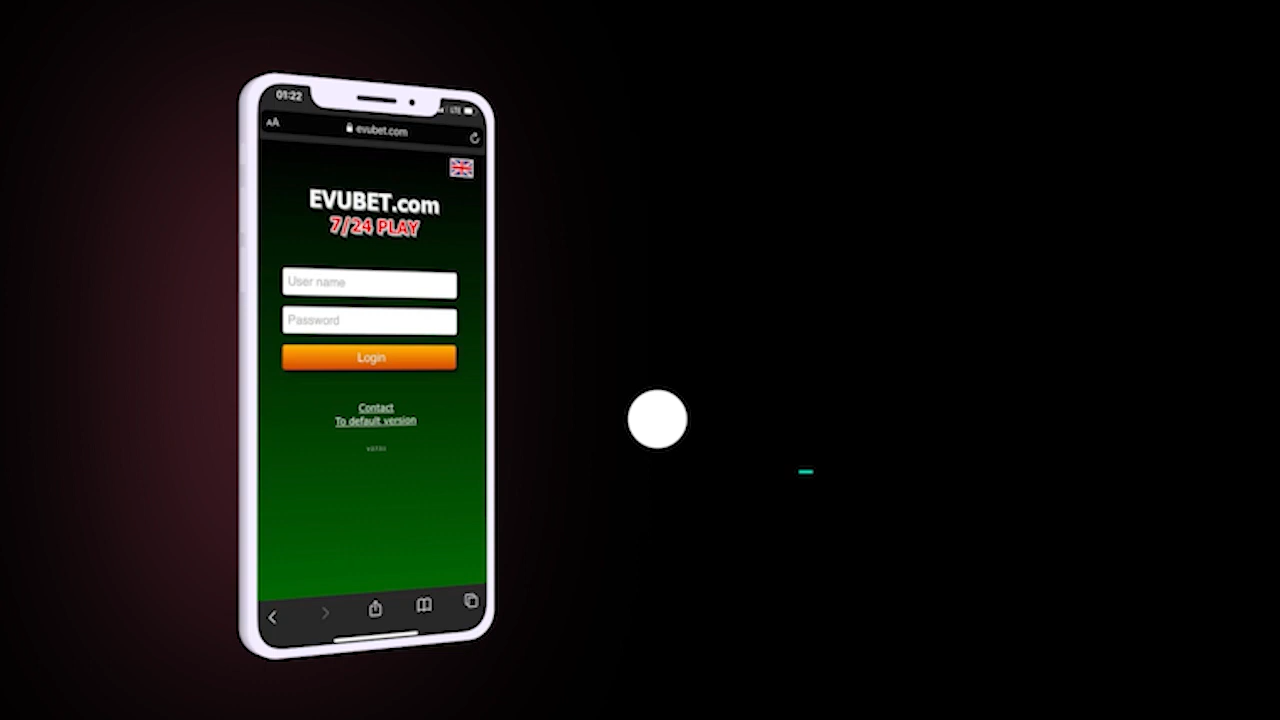 01:22
LTE
AA
evubet.com
EVUBET.com
7/24 PLAY
User name
Password
Login
Contact
To default version